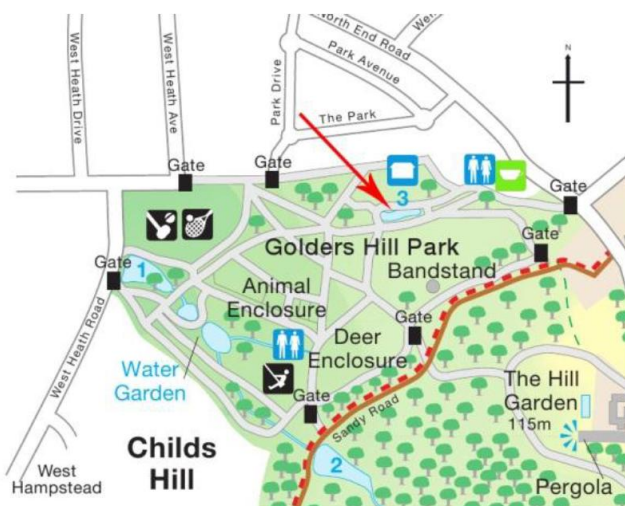 North End Road
Wen
West Heath Drive
West Heath Ave
Park Drive
Park Avenue
The Park
N
Gate
Gate
3
Gate
Golders Hill Park
Gate
Gate
1
Bandstand
Animal
Enclosure
Gate
Deer
Enclosure
West Heath Road
Water
Garden
The Hill
Garden
115m
Gate
Sandy Road
Childs
Hill
2
West
Hampstead
Pergola